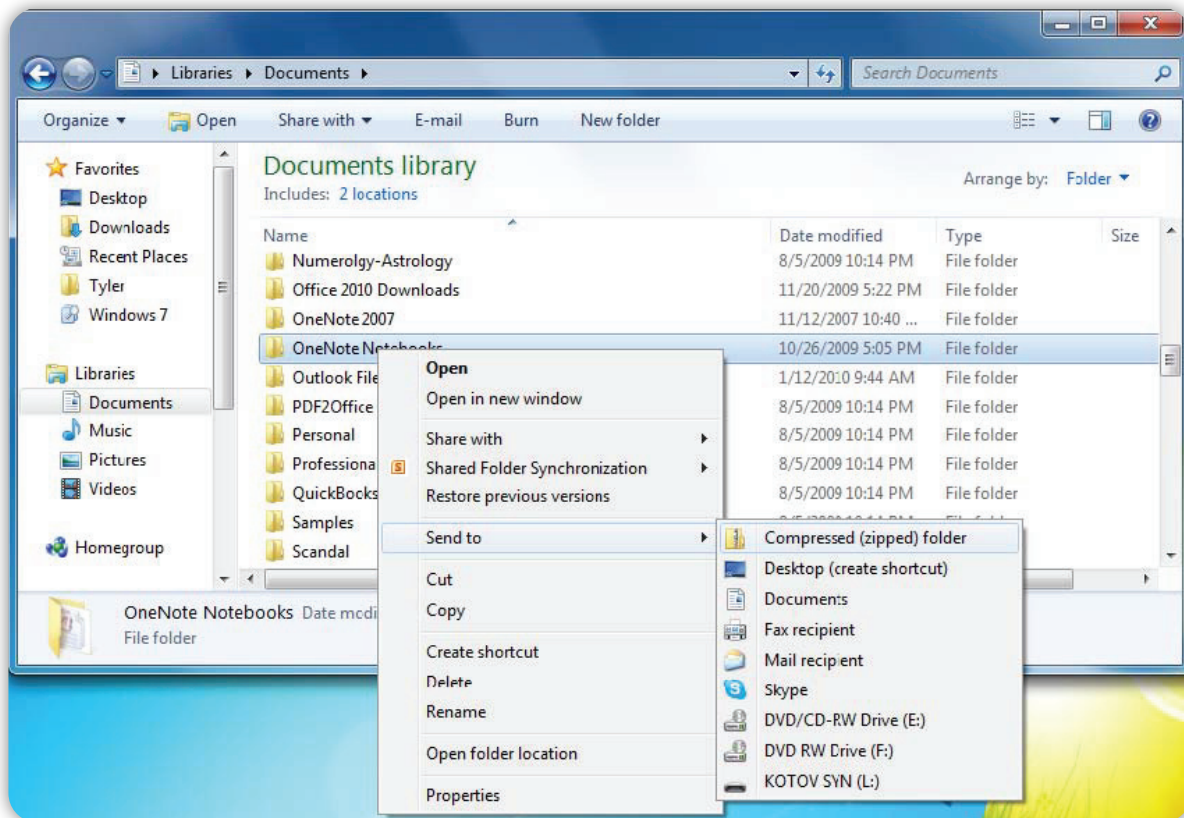 Libraries Documents
Search Documents
Organize Open Share with E-mail Burn New folder
Favorites
Desktop
Downloads
Recent Places
Tyler
Windows 7
Libraries
Documents
Music
Pictures
Videos
Homegroup
Documents library
Includes: 2 locations
Arrange by: Folder
Name Date modified Type Size
Numerolgy-Astrology 8/5/2009 10:14 PM File folder
Office 2010 Downloads 11/20/2009 5:22 PM File folder
OneNote 2007 11/12/2007 10:40 ... File folder
OneNote Notebooks 10/26/2009 5:05 PM File folder
Outlook File 1/12/2010 9:44 AM File folder
PDF2Office 8/5/2009 10:14 PM File folder
Personal 8/5/2009 10:14 PM File folder
Professiona 8/5/2009 10:14 PM File folder
QuickBooks 8/5/2009 10:14 PM File folder
Samples
Scandal
OneNote Notebooks Date modi
File folder
Open
Open in new window
Share with
Shared Folder Synchronization
Restore previous versions
Send to
Cut
Copy
Create shortcut
Delete
Rename
Open folder location
Properties
Compressed (zipped) folder
Desktop (create shortcut)
Documents
Fax recipient
Mail recipient
Skype
DVD/CD-RW Drive (E:)
DVD RW Drive (F:)
KOTOV SYN (L:)